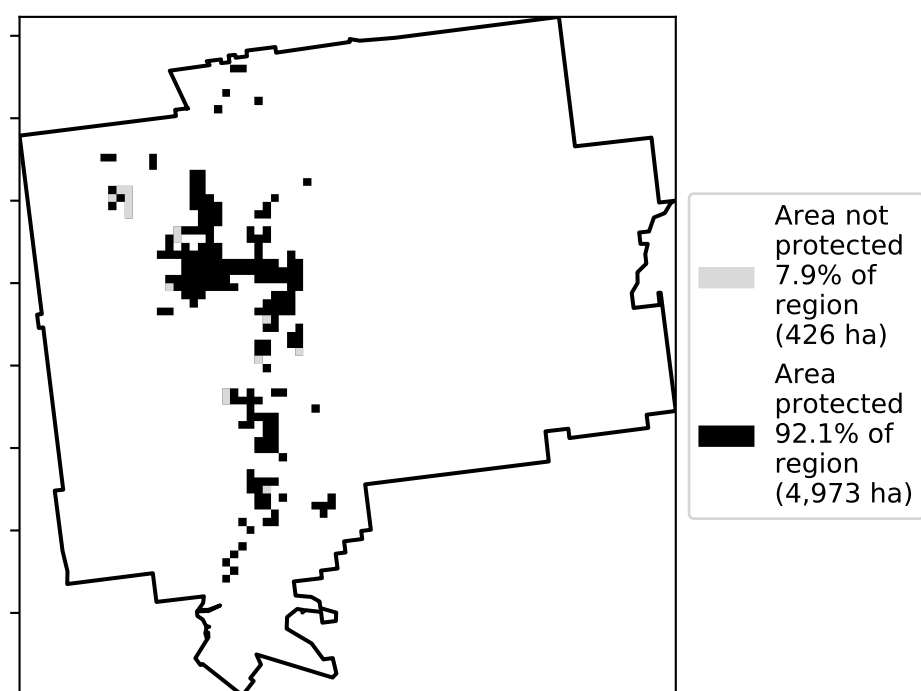 Area not
protected
7.9% of
region
(426 ha)
Area
protected
92.1% of
region
(4,973 ha)